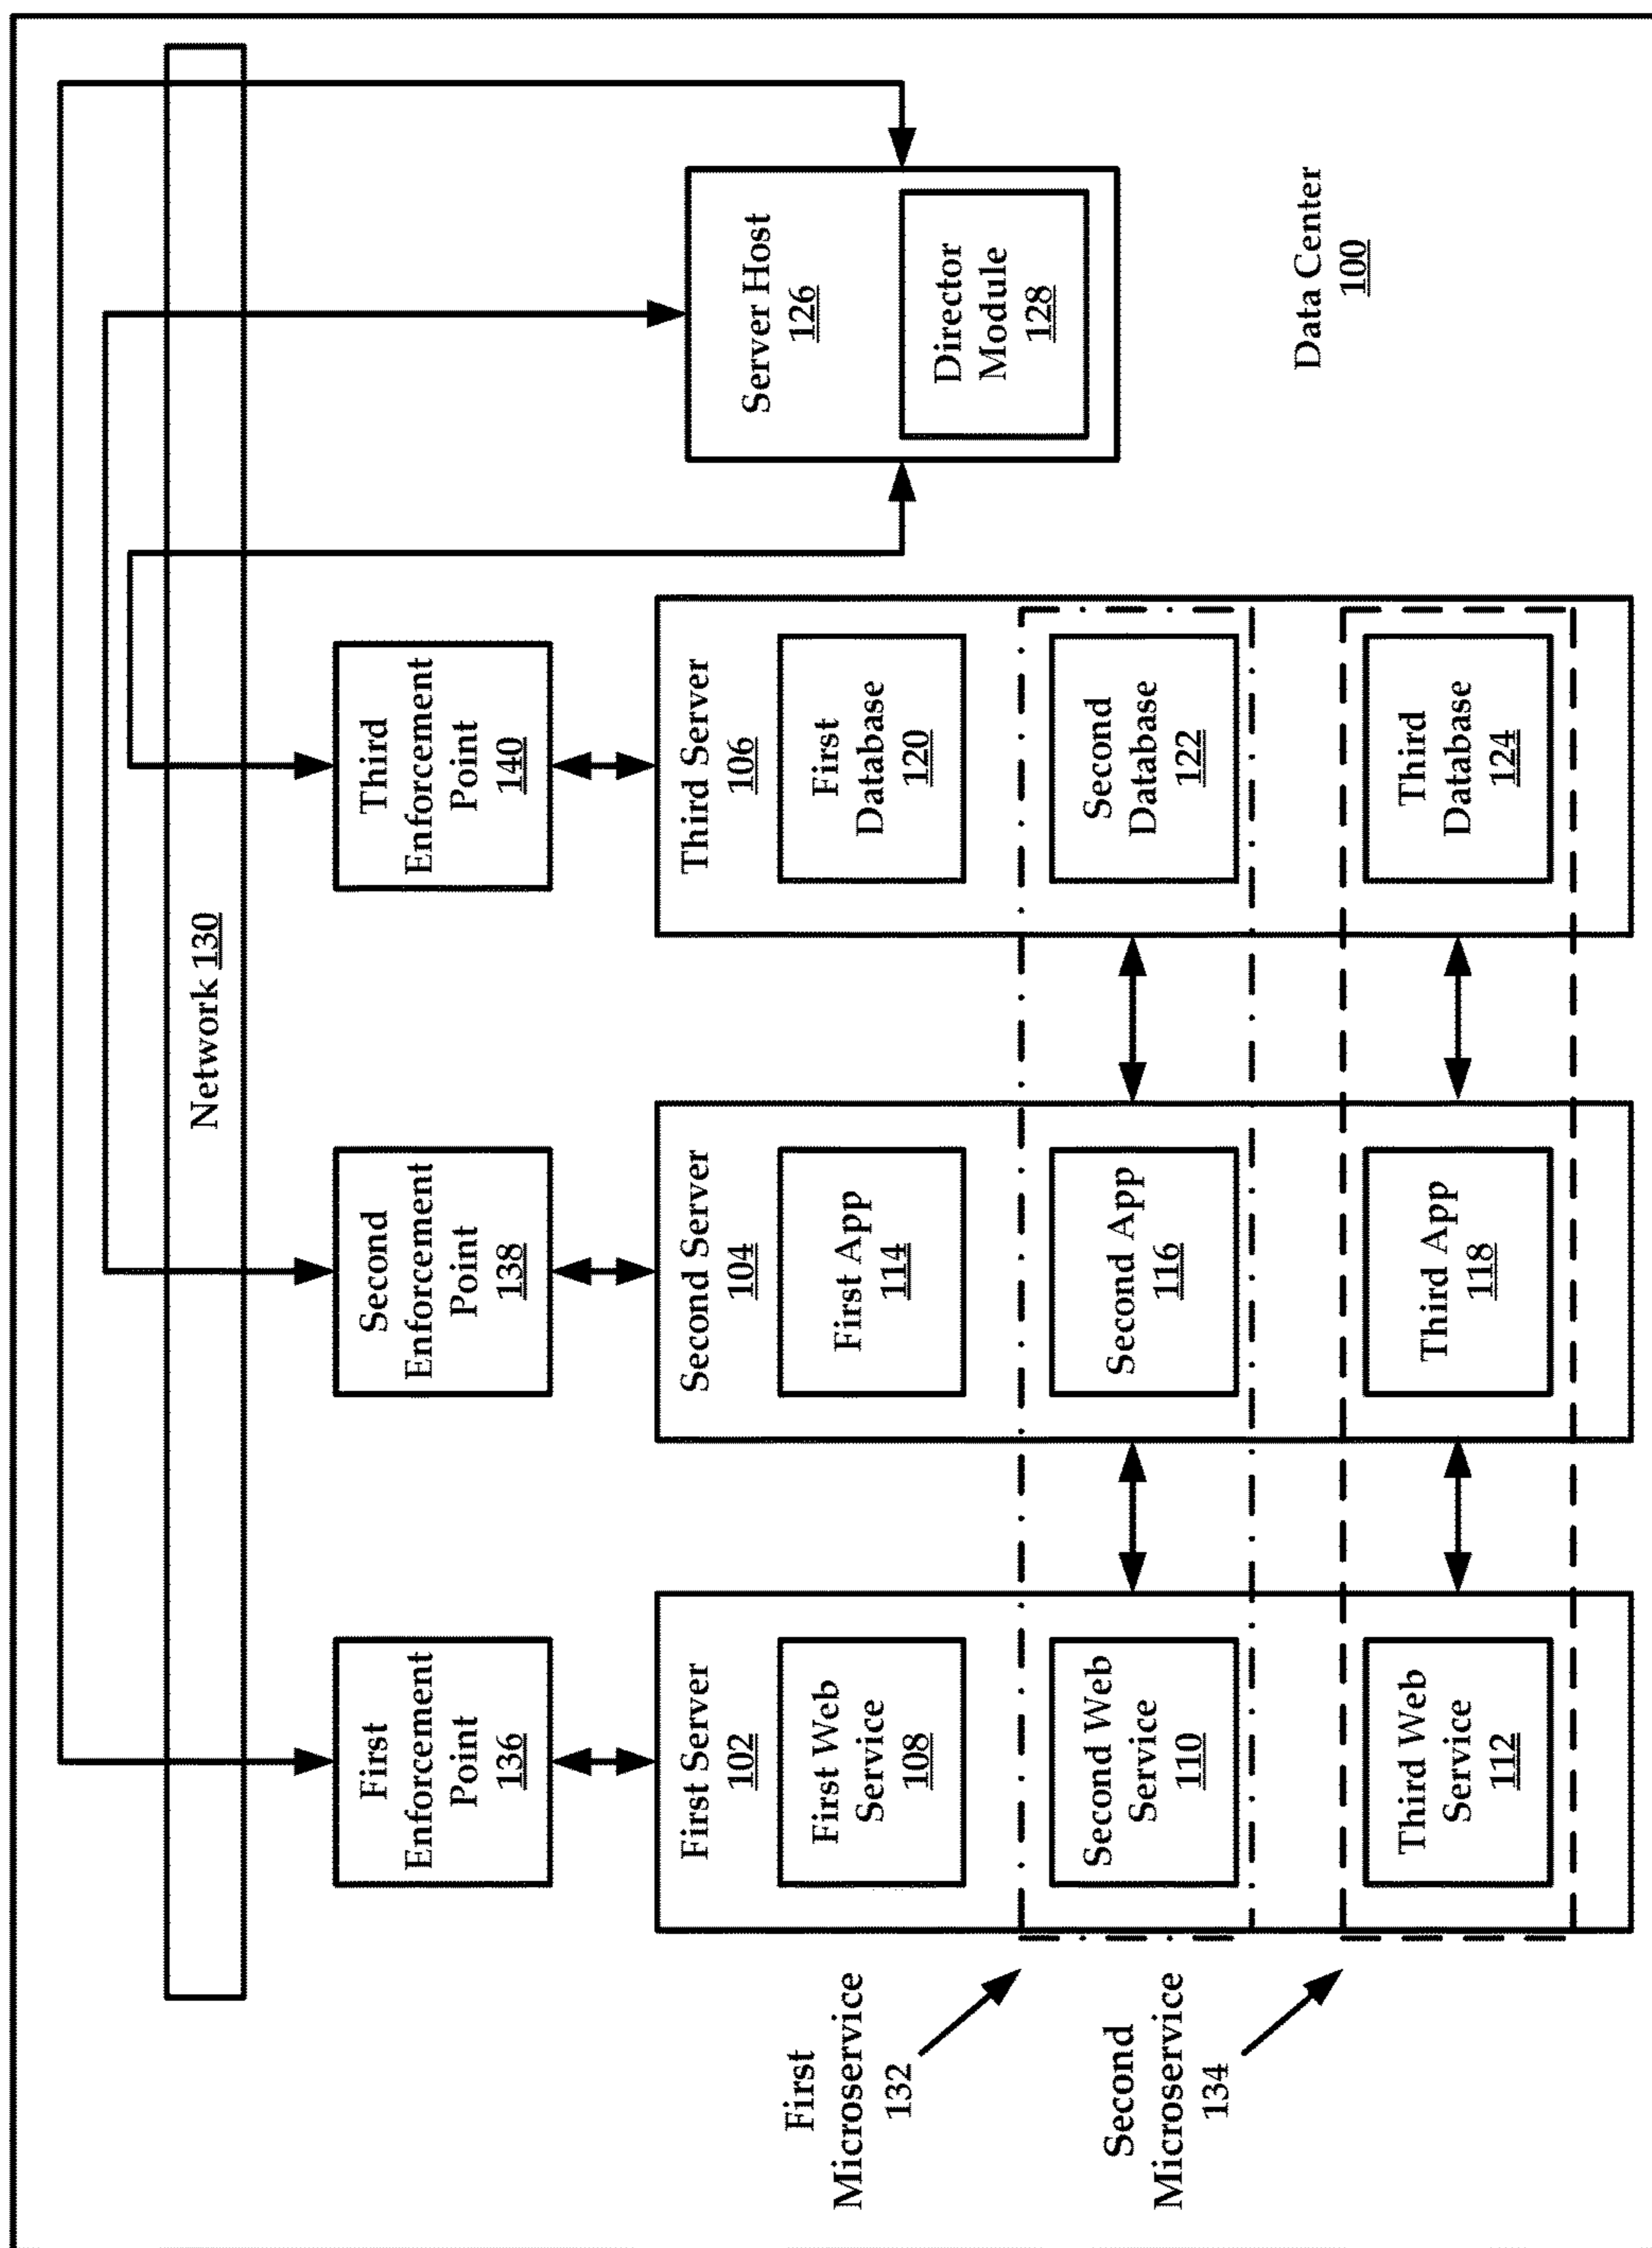 Network 130
First
Enforcement
Point
136
Second
Enforcement
Point
138
Third
Enforcement
Point
140
First Server
102
First Web
Service
108
Second Web
Service
110
Third Web
Service
112
Second Server
104
First App
114
Second App
116
Third App
118
Third Server
106
First
Database
120
Second
Database
122
Third
Database
124
Server Host
126
Director
Module
128
First
Microservice
132
Second
Microservice
134
Data Center
100